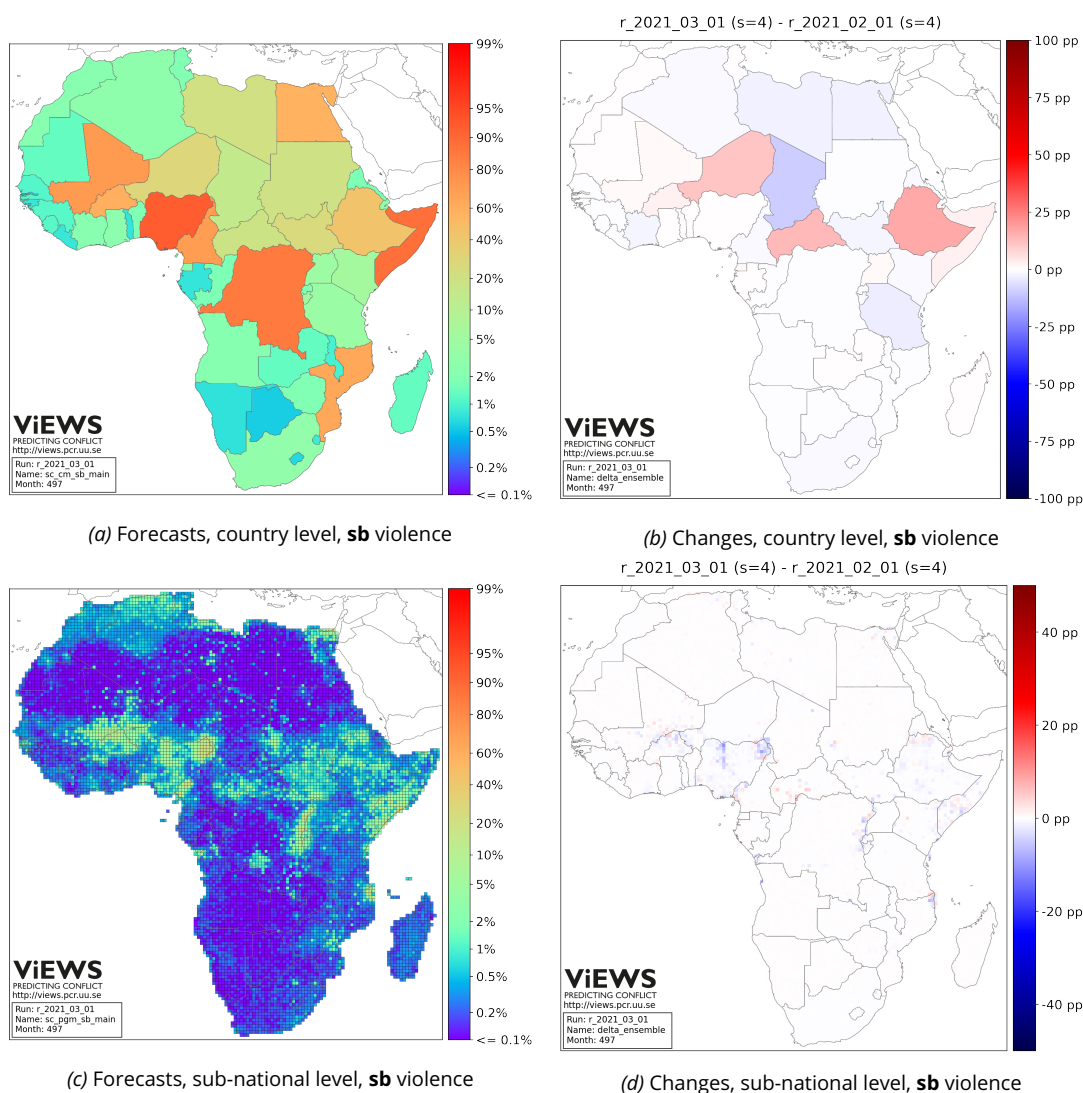 99%
95%
90%
80%
60%
40%
20%
10%
5%
2%
1%
0.5%
0.2%
<= 0.1%
ViEWS
PREDICTING CONFLICT
http://views.pcr.uu.se
Run: r_2021_03_01
Name: sc_cm_sb_main
Month: 497
(a) Forecasts, country level, sb violence
r_2021_03_01 (s=4) - r_2021_02_01 (s=4)
100 pp
75 pp
50 pp
25 pp
0 pp
-25 pp
-50 pp
-75 pp
-100 pp
ViEWS
PREDICTING CONFLICT
http://views.pcr.uu.se
Run: r_2021_03_01
Name: delta_ensemble
Month: 497
(b) Changes, country level, sb violence
99%
95%
90%
80%
60%
40%
20%
10%
5%
2%
1%
0.5%
0.2%
<= 0.1%
ViEWS
PREDICTING CONFLICT
http://views.pcr.uu.se
Run: r_2021_03_01
Name: sc_pgm_sb_main
Month: 497
(c) Forecasts, sub-national level, sb violence
r_2021_03_01 (s=4) - r_2021_02_01 (s=4)
40 pp
20 pp
0 pp
-20 pp
-40 pp
ViEWS
PREDICTING CONFLICT
http://views.pcr.uu.se
Run: r_2021_03_01
Name: delta_ensemble
Month: 497
(d) Changes, sub-national level, sb violence